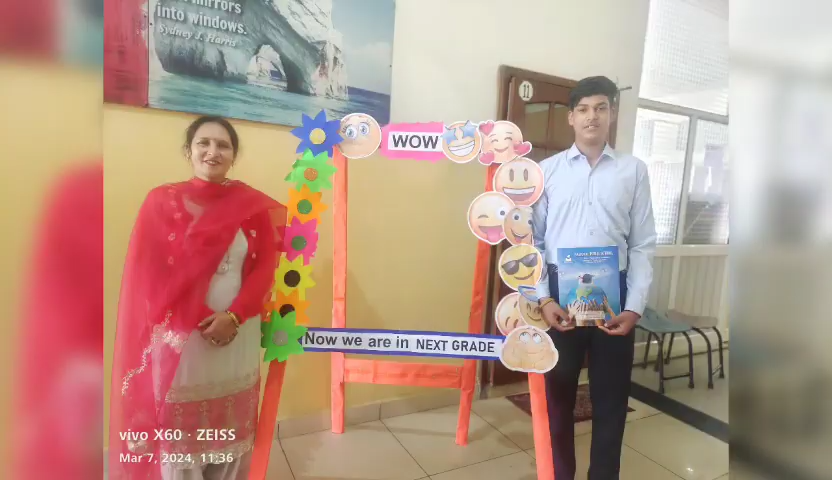 mirrors
into windows.
Sydney J. Harris
WOW
11
Now we are in NEXT GRADE
vivo X60 · ZEISS
Mar 7, 2024, 11:36